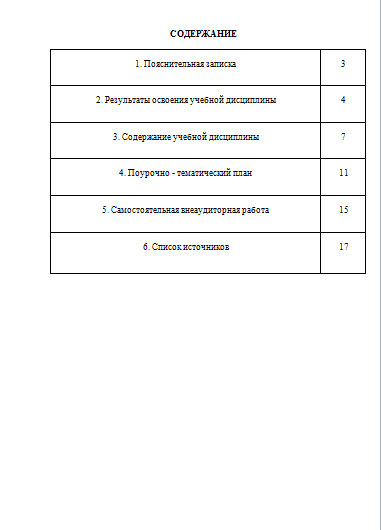 СОДЕРЖАНИЕ
1. Пояснительная записка 3
2. Результаты освоения учебной дисциплины 4
3. Содержание учебной дисциплины 7
4. Поурочно - тематический план 11
5. Самостоятельная внеаудиторная работа 15
6. Список источников 17